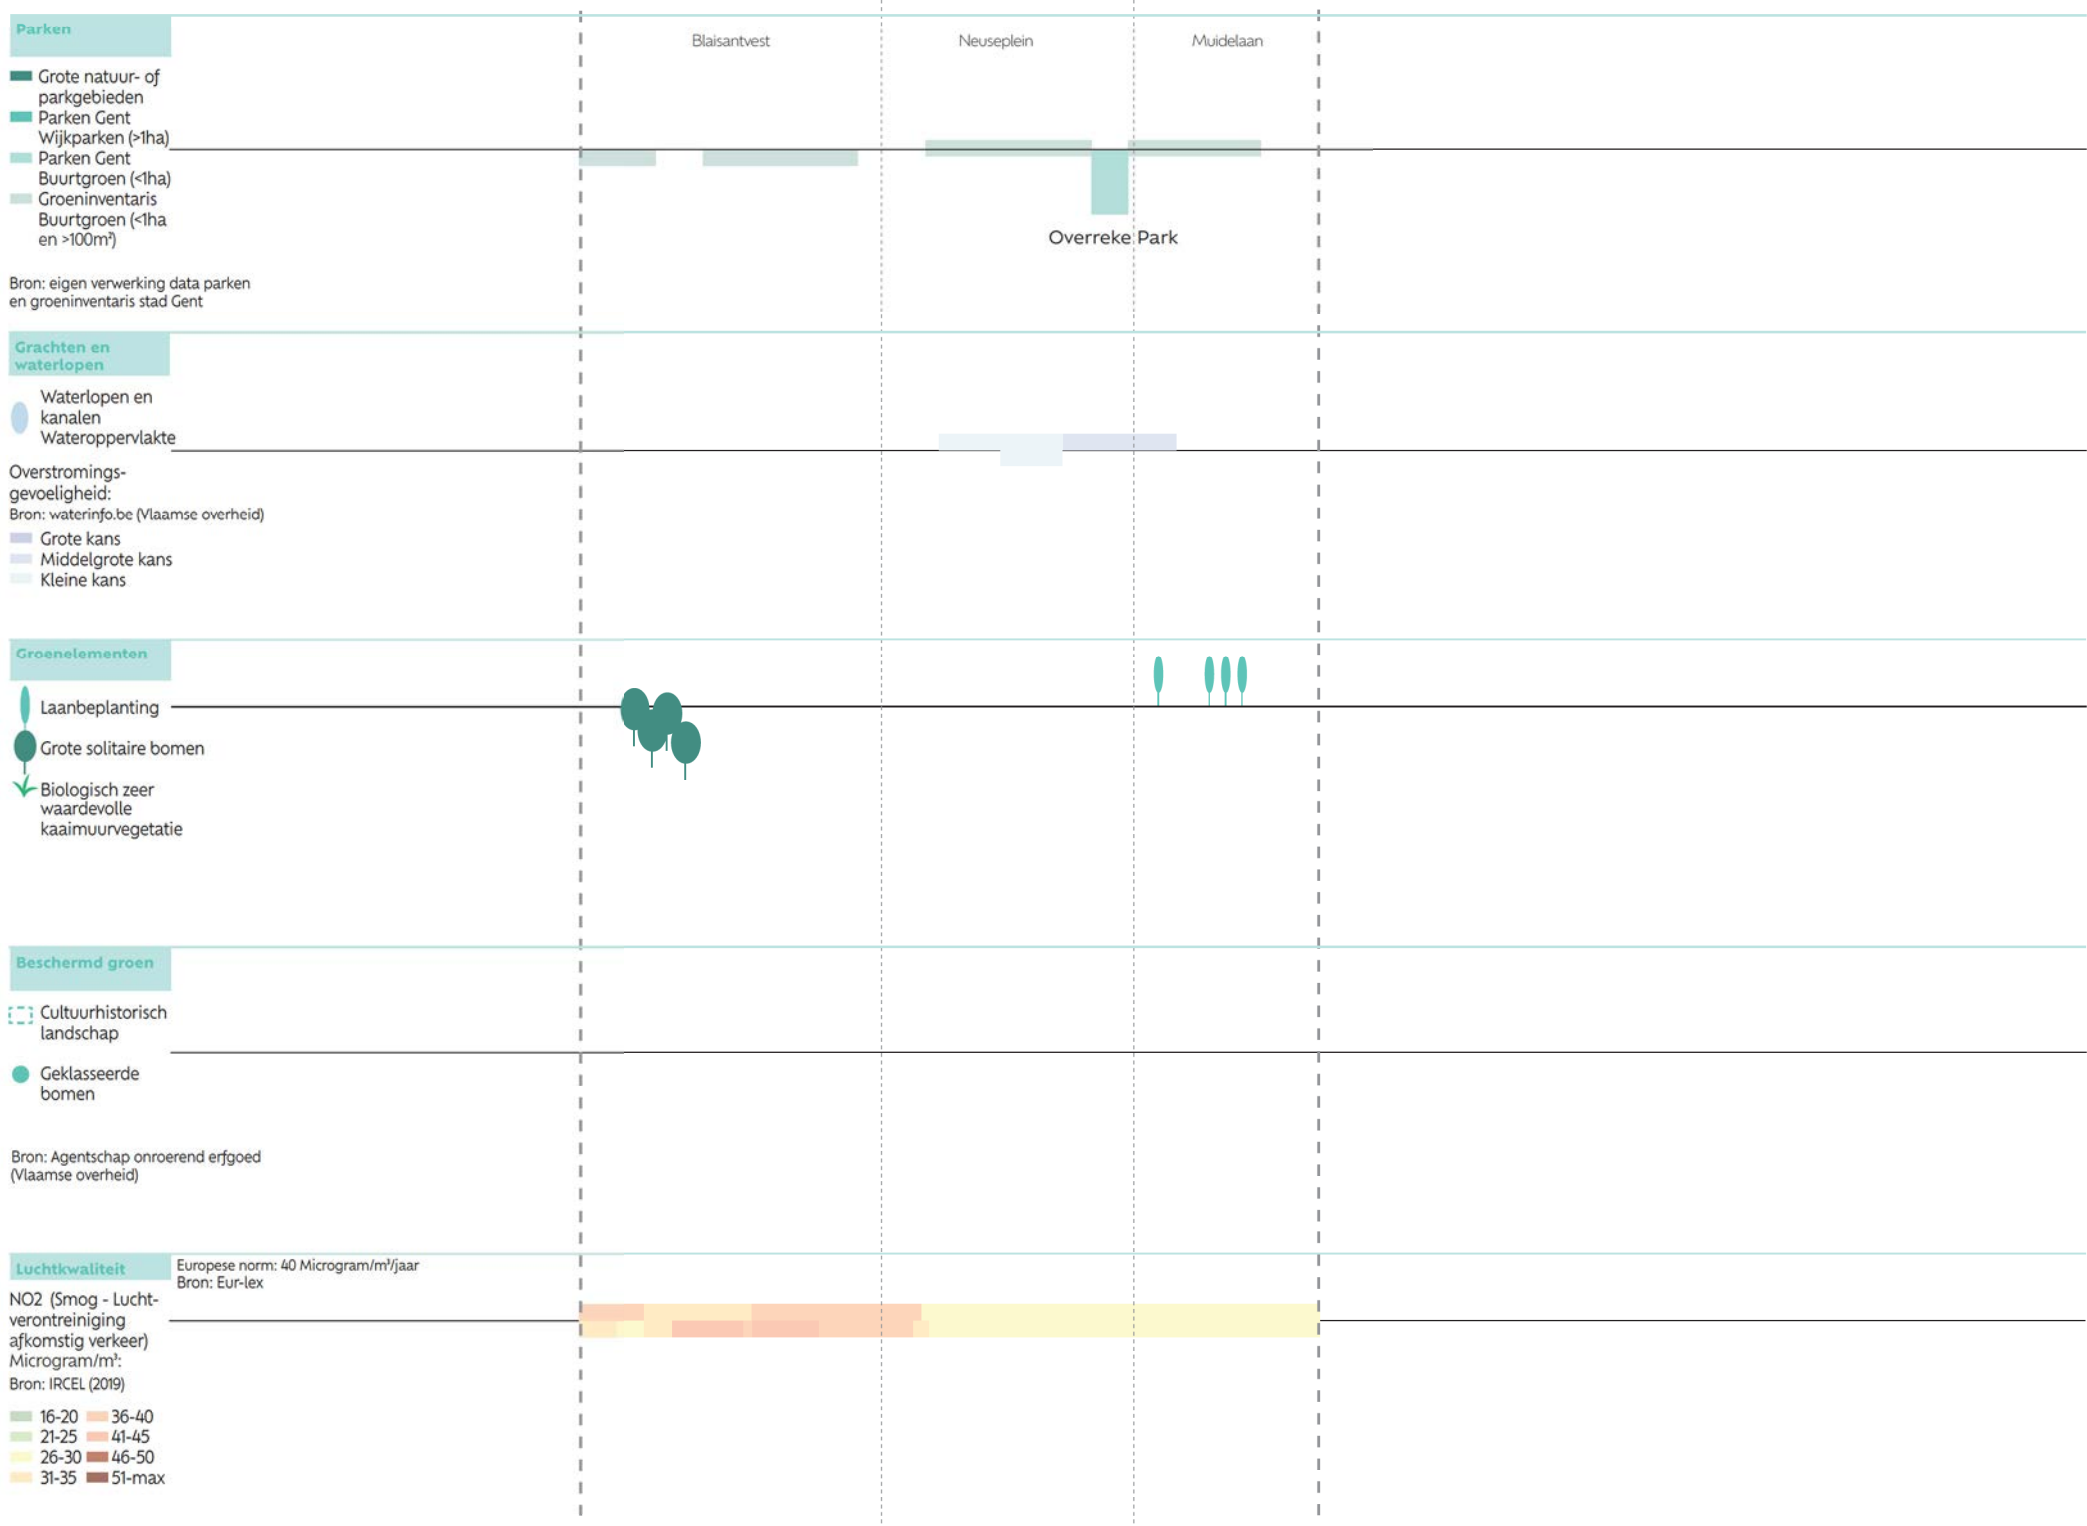 Parken
Blaisantvest
Neuseplein
Muidelaan
Grote natuur- of
parkgebieden
Parken Gent
Wijkparken (>1ha)
Parken Gent
Buurtgroen (<1ha)
Groeninventaris
Buurtgroen (<1ha
en >100m²)
Overreke Park
Bron: eigen verwerking data parken
en groeninventaris stad Gent
Grachten en
waterlopen
Waterlopen en
kanalen
Wateroppervlakte
Overstromings-
gevoeligheid:
Bron: waterinfo.be (Vlaamse overheid)
Grote kans
Middelgrote kans
Kleine kans
Groenelementen
Laanbeplanting
Grote solitaire bomen
Biologisch zeer
waardevolle
kaaimuurvegetatie
Beschermd groen
Cultuurhistorisch
landschap
Geklasseerde
bomen
Bron: Agentschap onroerend erfgoed
(Vlaamse overheid)
Luchtkwaliteit
Europese norm: 40 Microgram/m³/jaar
Bron: Eur-lex
NO2 (Smog - Lucht-
verontreiniging
afkomstig verkeer)
Microgram/m³:
Bron: IRCEL (2019)
16-20 36-40
21-25 41-45
26-30 46-50
31-35 51-max